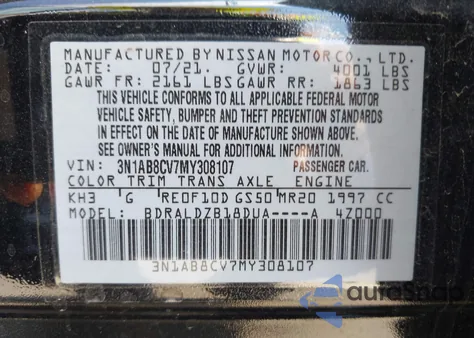 MANUFACTURED BY NISSAN MOTOR CO., LTD.
DATE: 07/21. GVWR: 4001 LBS
GAWR FR: 2161 LBS GAWR RR: 1863 LBS
THIS VEHICLE CONFORMS TO ALL APPLICABLE FEDERAL MOTOR
VEHICLE SAFETY, BUMPER AND THEFT PREVENTION STANDARDS
IN EFFECT ON THE DATE OF MANUFACTURE SHOWN ABOVE.
SEE OWNER'S MANUAL FOR ADDITIONAL INFORMATION.
VIN: 3N1AB8CV7MY308107 PASSENGER CAR.
COLOR TRIM TRANS AXLE ENGINE
KH3 G RE0F10D GS50 MR20 1997 CC
MODEL: BDRALDZB18DUA----A 4Z000
3N1AB8CV7MY308107
autoSnap